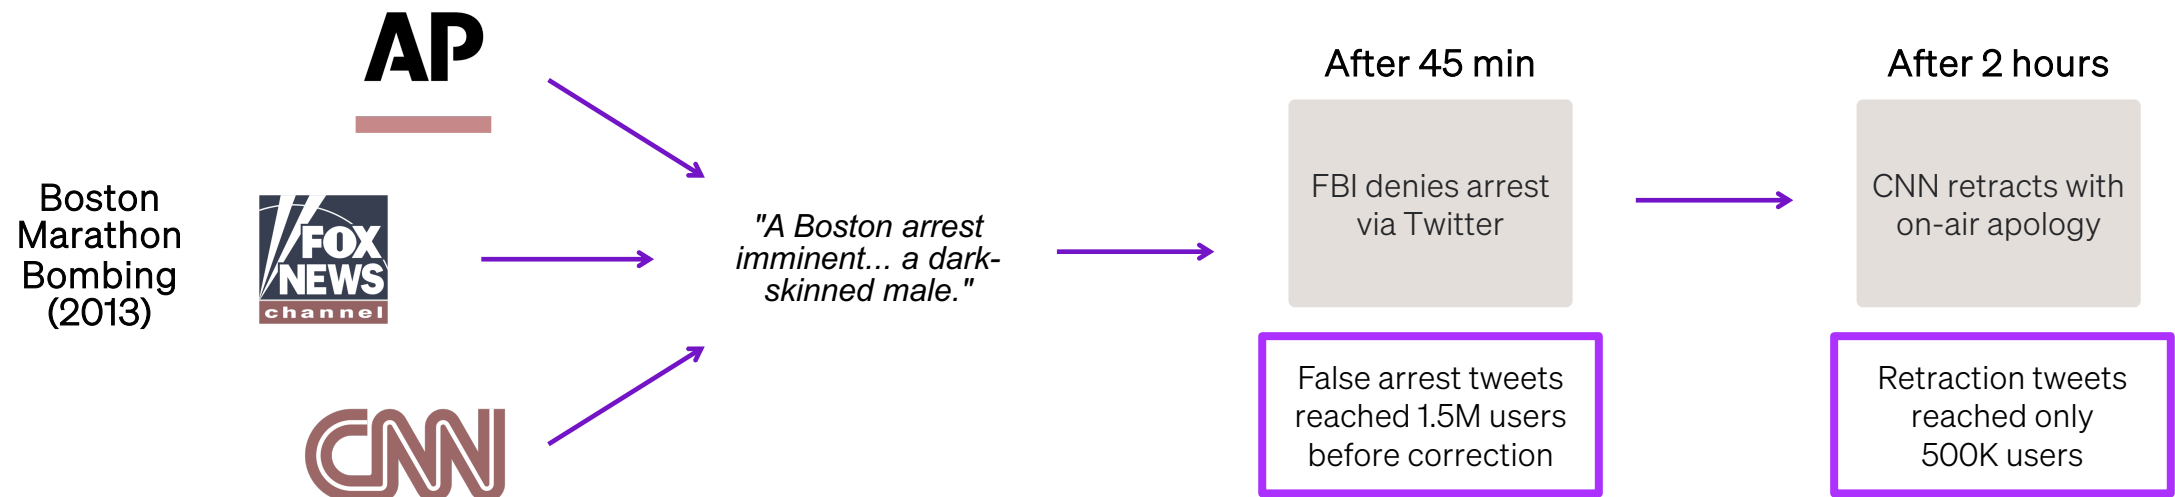 Boston
Marathon
Bombing
(2013)
AP
FOX
NEWS
channel
CNN
"A Boston arrest
imminent... a dark-
skinned male."
After 45 min
FBI denies arrest
via Twitter
False arrest tweets
reached 1.5M users
before correction
After 2 hours
CNN retracts with
on-air apology
Retraction tweets
reached only
500K users